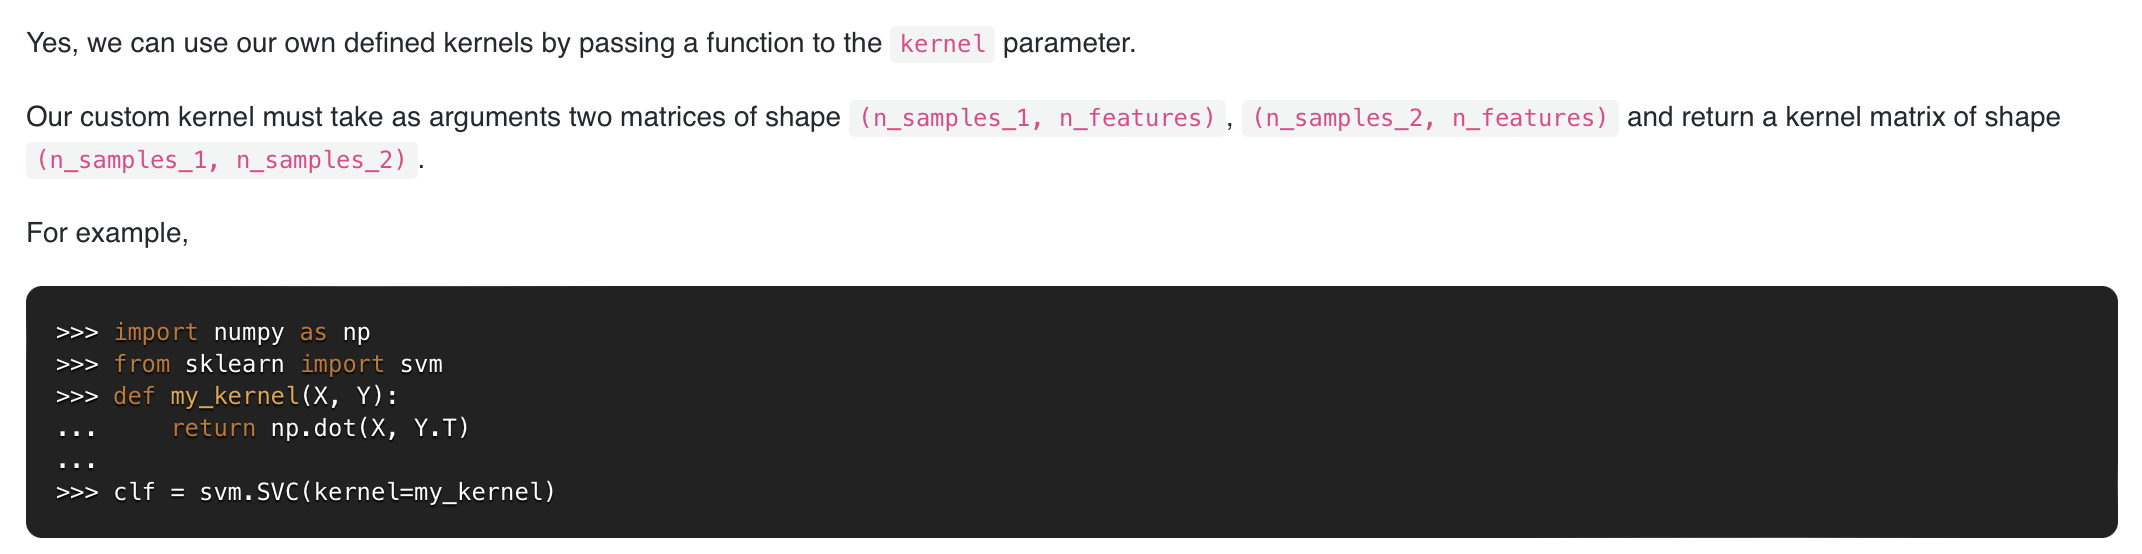 Yes, we can use our own defined kernels by passing a function to the kernel parameter.
Our custom kernel must take as arguments two matrices of shape (n_samples_1, n_features), (n_samples_2, n_features) and return a kernel matrix of shape
(n_samples_1, n_samples_2).
For example,
>>> import numpy as np
>>> from sklearn import svm
>>> def my_kernel(X, Y):
...     return np.dot(X, Y.T)
...
>>> clf = svm.SVC(kernel=my_kernel)